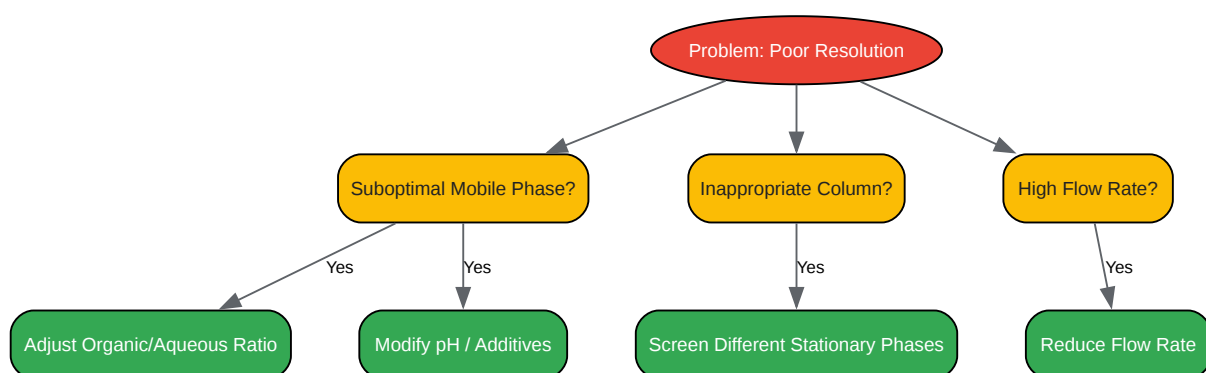 Problem: Poor Resolution
Suboptimal Mobile Phase?
Inappropriate Column?
High Flow Rate?
Yes
Yes
Yes
Yes
Adjust Organic/Aqueous Ratio
Modify pH / Additives
Screen Different Stationary Phases
Reduce Flow Rate